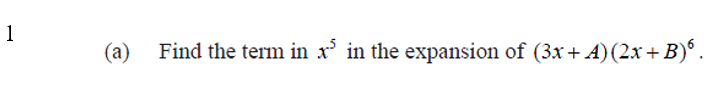 1
(a) Find the term in x⁵ in the expansion of (3x + A)(2x + B)⁶.